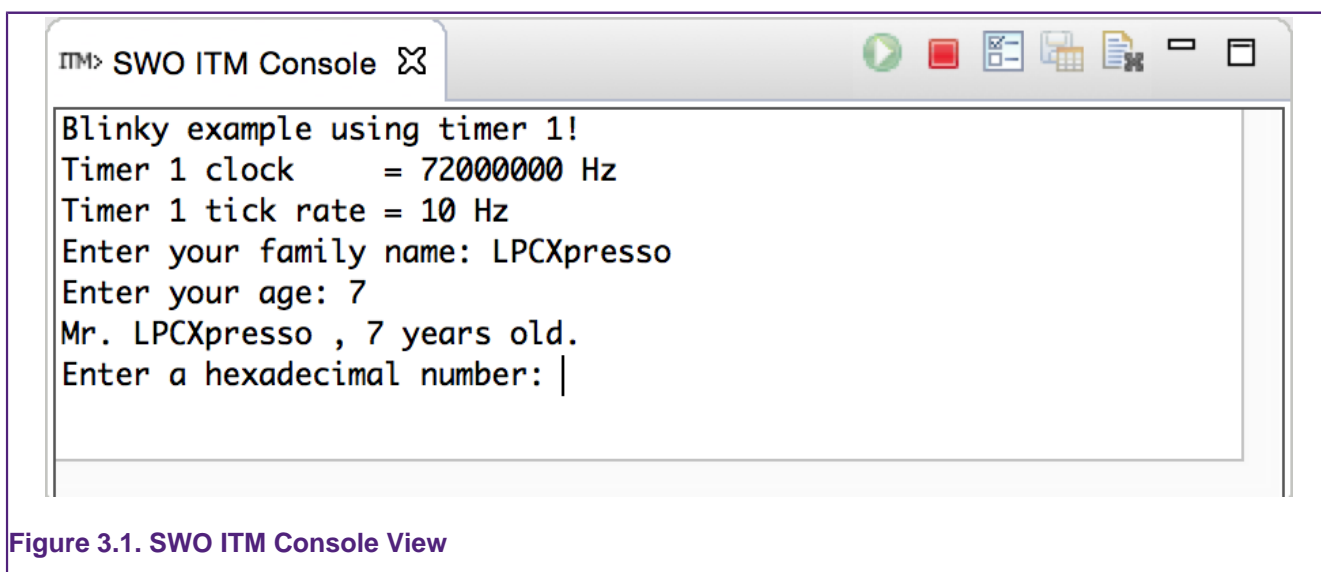 ITM> SWO ITM Console
Blinky example using timer 1!
Timer 1 clock     = 72000000 Hz
Timer 1 tick rate = 10 Hz
Enter your family name: LPCXpresso
Enter your age: 7
Mr. LPCXpresso , 7 years old.
Enter a hexadecimal number:
Figure 3.1. SWO ITM Console View